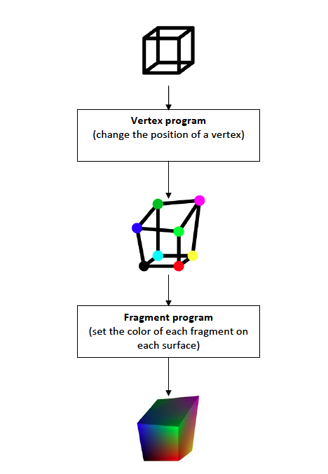 Vertex program
(change the position of a vertex)
Fragment program
(set the color of each fragment on
each surface)